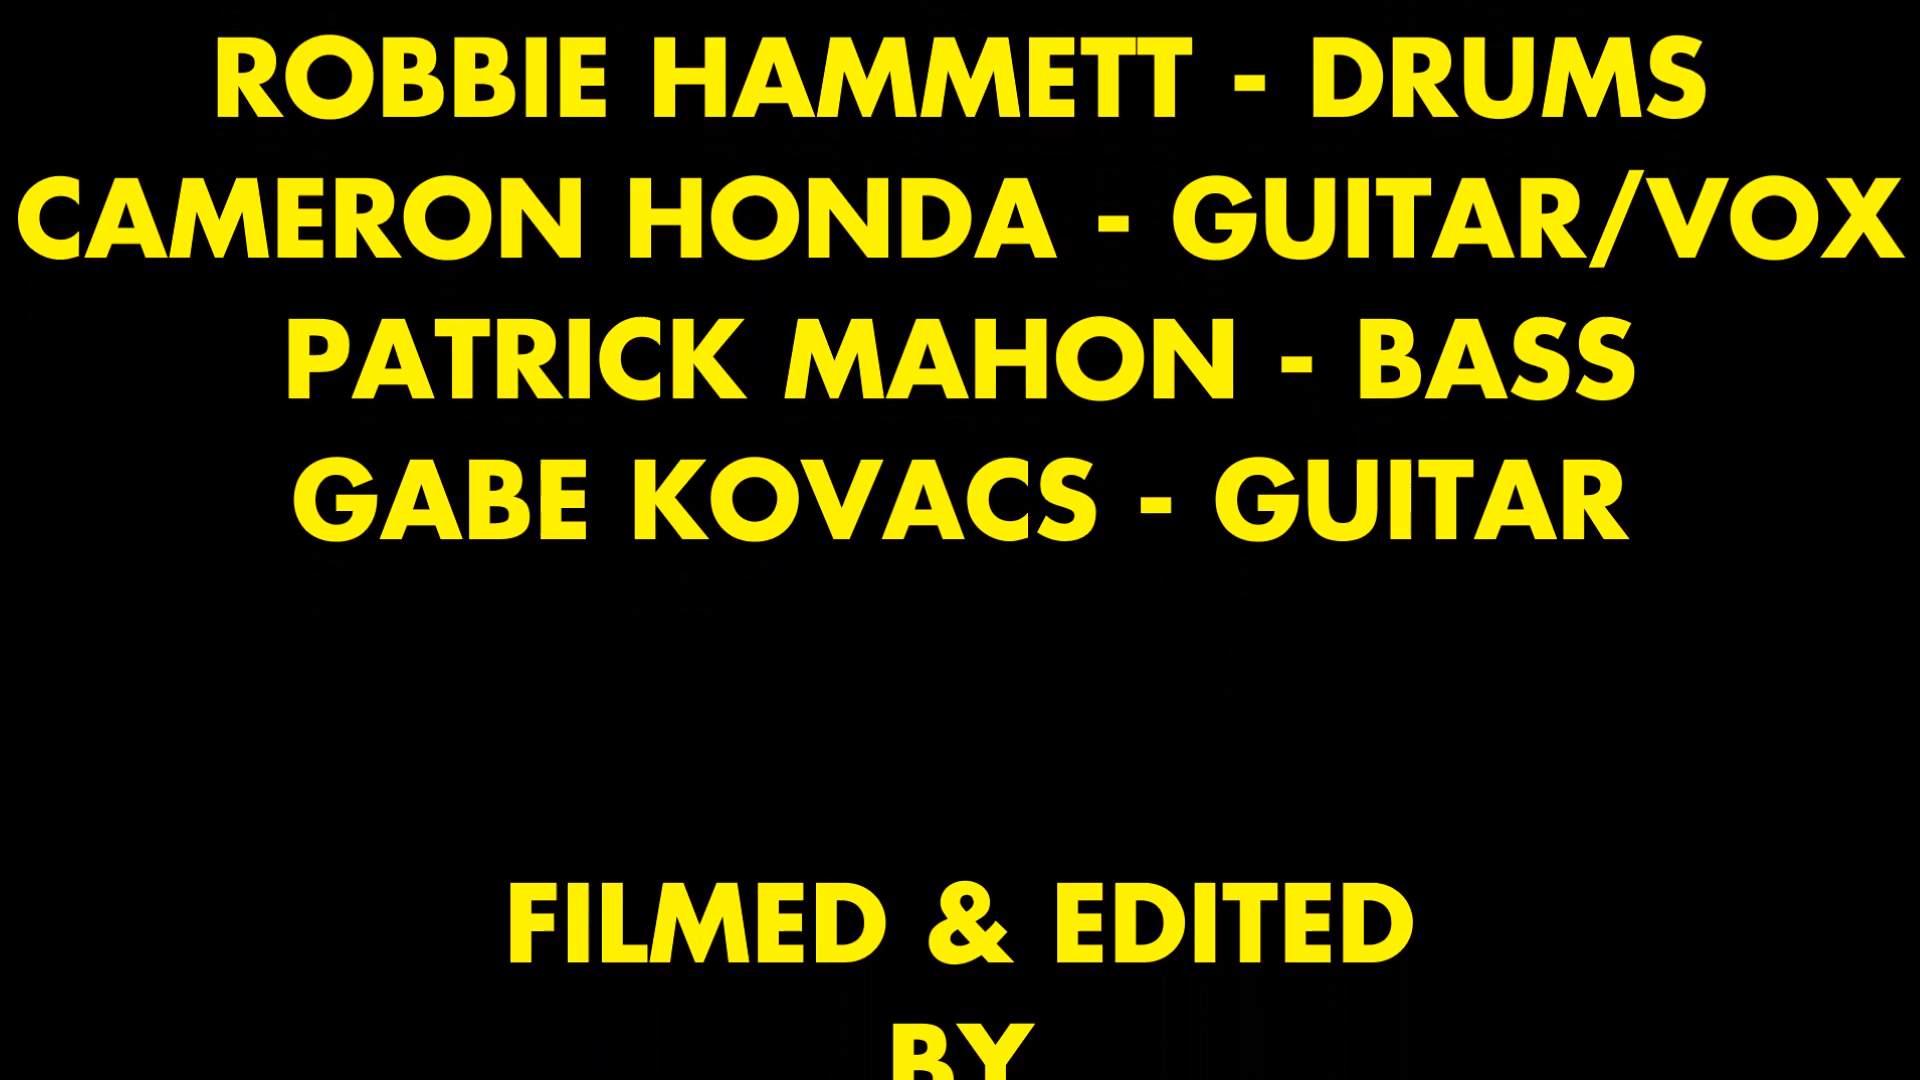 ROBBIE HAMMETT - DRUMS
CAMERON HONDA - GUITAR/VOX
PATRICK MAHON - BASS
GABE KOVACS - GUITAR
FILMED & EDITED
BY